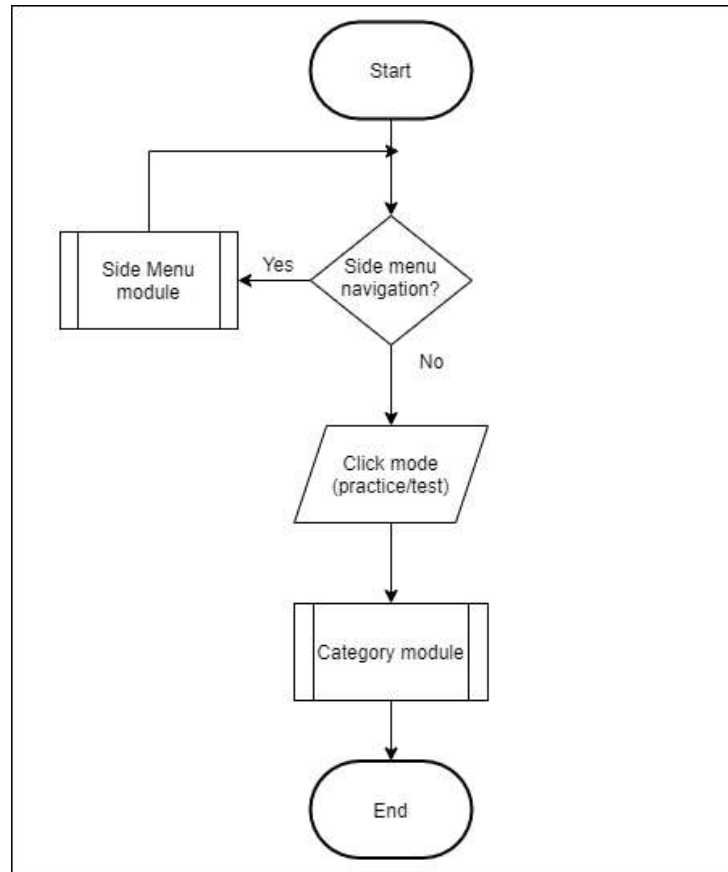 Start
Side menu
navigation?
Yes
Side Menu
module
No
Click mode
(practice/test)
Category module
End